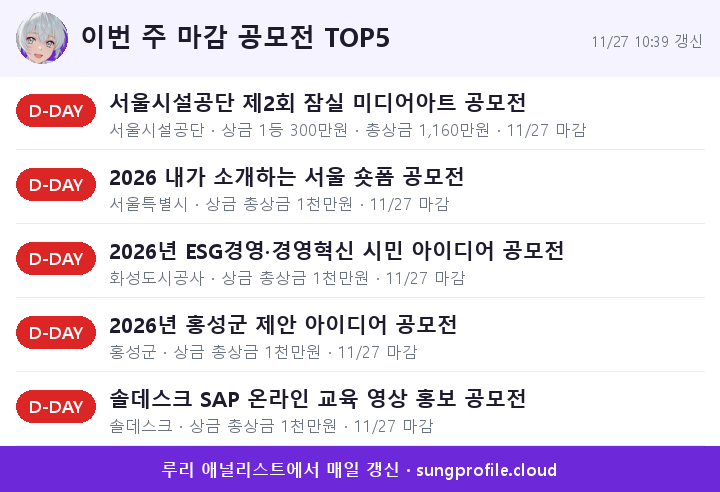 이번 주 마감 공모전 TOP5
11/27 10:39 갱신
D-DAY
서울시설공단 제2회 잠실 미디어아트 공모전
서울시설공단 · 상금 1등 300만원 · 총상금 1,160만원 · 11/27 마감
D-DAY
2026 내가 소개하는 서울 숏폼 공모전
서울특별시 · 상금 총상금 1천만원 · 11/27 마감
D-DAY
2026년 ESG경영·경영혁신 시민 아이디어 공모전
화성도시공사 · 상금 총상금 1천만원 · 11/27 마감
D-DAY
2026년 홍성군 제안 아이디어 공모전
홍성군 · 상금 총상금 1천만원 · 11/27 마감
D-DAY
솔데스크 SAP 온라인 교육 영상 홍보 공모전
솔데스크 · 상금 총상금 1천만원 · 11/27 마감
루리 애널리스트에서 매일 갱신 · sungprofile.cloud